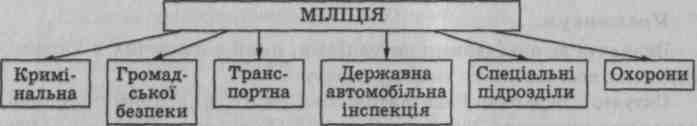 МІЛІЦІЯ
Кримі-
нальна
Громад-
ської
безпеки
Транс-
портна
Державна
автомобільна
інспекція
Спеціальні
підрозділи
Охорони